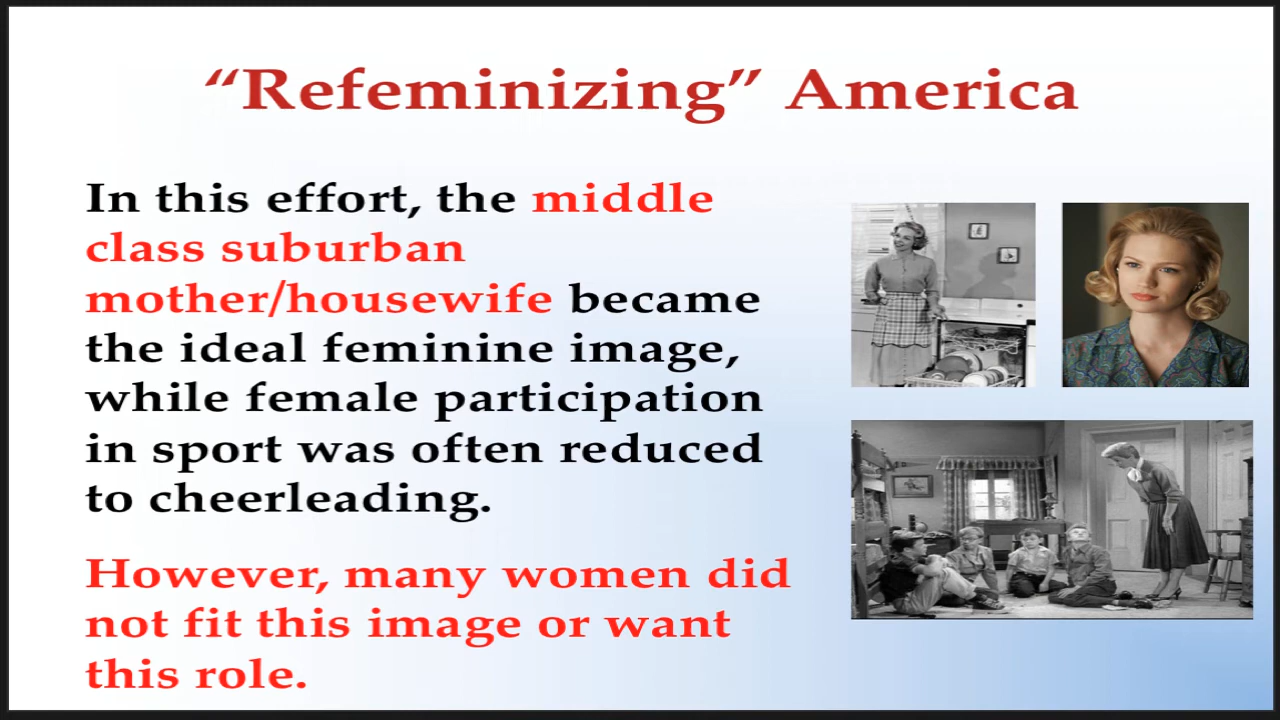 “Refeminizing” America
In this effort, the middle
class suburban
mother/housewife became
the ideal feminine image,
while female participation
in sport was often reduced
to cheerleading.
However, many women did
not fit this image or want
this role.